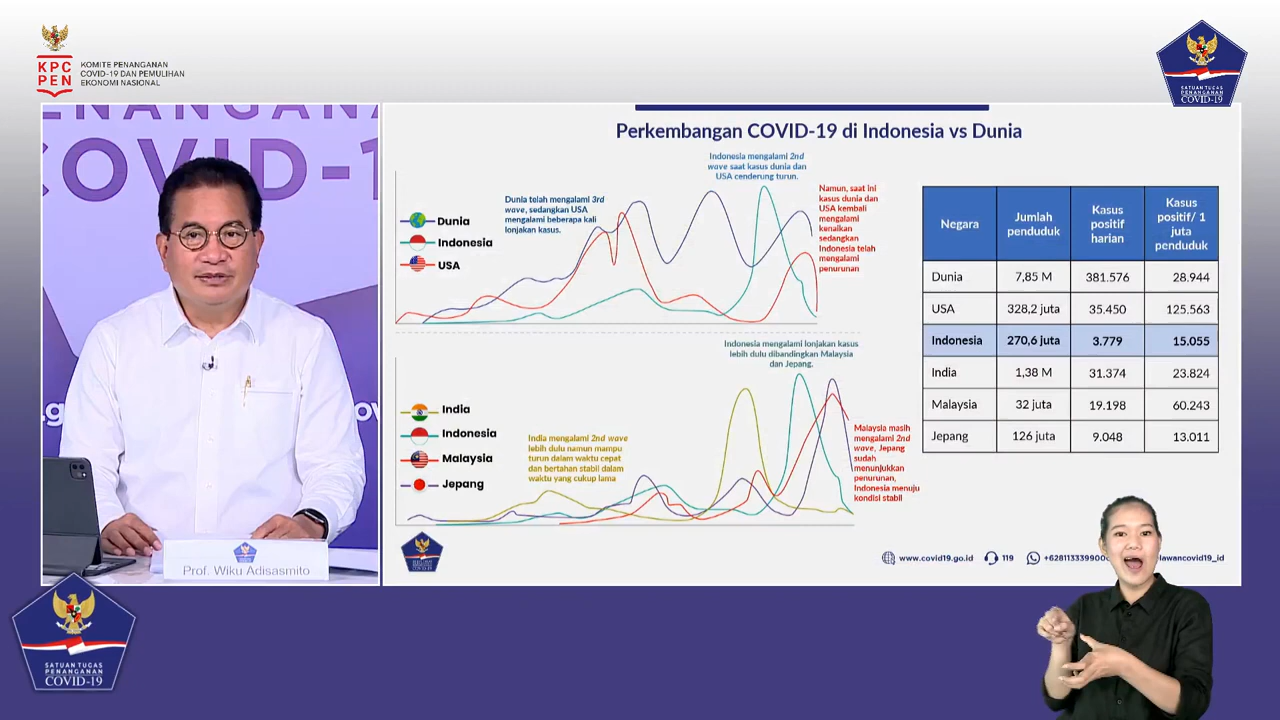 KPC
PEN
KOMITE PENANGANAN
COVID-19 DAN PEMULIHAN
EKONOMI NASIONAL
SATUAN TUGAS
PENANGANAN
COVID-19
ENANGANA
COVID-1
Prof. Wiku Adisasmito
Perkembangan COVID-19 di Indonesia vs Dunia
Indonesia mengalami 2nd
wave saat kasus dunia dan
USA cenderung turun.
Dunia telah mengalami 3rd
wave, sedangkan USA
mengalami beberapa kali
lonjakan kasus.
Namun, saat ini
kasus dunia dan
USA kembali
mengalami
kenaikan
sedangkan
Indonesia telah
mengalami
penurunan
Dunia
Indonesia
USA
Indonesia mengalami lonjakan kasus
lebih dulu dibandingkan Malaysia
dan Jepang.
India
Indonesia
Malaysia
Jepang
India mengalami 2nd wave
lebih dulu namun mampu
turun dalam waktu cepat
dan bertahan stabil dalam
waktu yang cukup lama
Malaysia masih
mengalami 2nd
wave, Jepang
sudah
menunjukkan
penurunan,
Indonesia menuju
kondisi stabil
Negara Jumlah penduduk Kasus positif harian Kasus positif/ 1 juta penduduk
Dunia 7,85 M 381.576 28.944
USA 328,2 juta 35.450 125.563
Indonesia 270,6 juta 3.779 15.055
India 1,38 M 31.374 23.824
Malaysia 32 juta 19.198 60.243
Jepang 126 juta 9.048 13.011
www.covid19.go.id 119 +62811333990 lawancovid19_id
SATUAN TUGAS
PENANGANAN
COVID-19